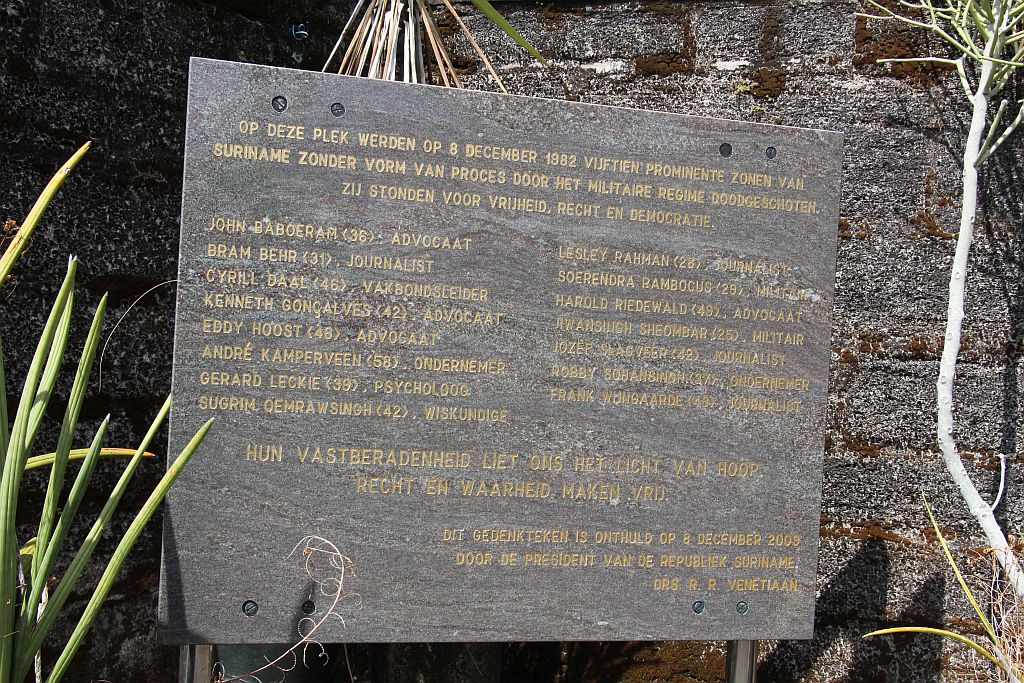 OP DEZE PLEK WERDEN OP 8 DECEMBER 1982 VIJFTIEN PROMINENTE ZONEN VAN
SURINAME ZONDER VORM VAN PROCES DOOR HET MILITAIRE REGIME DOODGESCHOTEN.
ZIJ STONDEN VOOR VRIJHEID, RECHT EN DEMOCRATIE.
JOHN BABOERAM (36), ADVOCAAT
BRAM BEHR (31), JOURNALIST
CYRILL DAAL (46), VAKBONDSLEIDER
KENNETH GONÇALVES (42), ADVOCAAT
EDDY HOOST (48), ADVOCAAT
ANDRÉ KAMPERVEEN (58), ONDERNEMER
GERARD LECKIE (39), PSYCHOLOOG
SUGRIM OEMRAWSINGH (42), WISKUNDIGE
LESLEY RAHMAN (28), JOURNALIST
SOERENDRA RAMBOCUS (29), MILITAIR
HAROLD RIEDEWALD (49), ADVOCAAT
JIWANSINGH SHEOMBAR (25), MILITAIR
JOZEF SLAGVEER (42), JOURNALIST
ROBBY SOHANSINGH (37), ONDERNEMER
FRANK WIJNGAARDE (43), JOURNALIST
HUN VASTBERADENHEID LIET ONS HET LICHT VAN HOOP:
RECHT EN WAARHEID MAKEN VRIJ.
DIT GEDENKTEKEN IS ONTHULD OP 8 DECEMBER 2009
DOOR DE PRESIDENT VAN DE REPUBLIEK SURINAME,
DRS. R. R. VENETIAAN